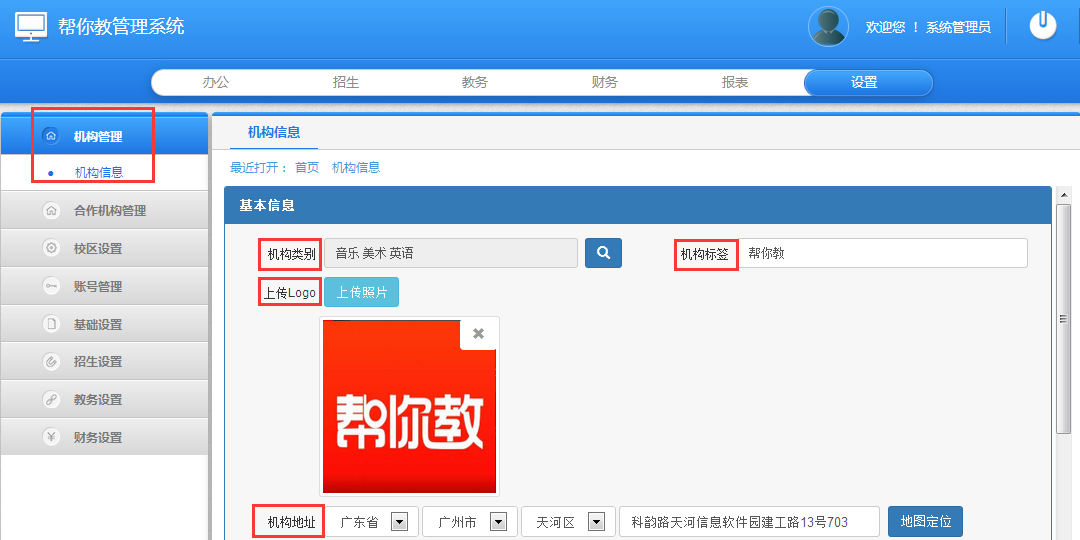 帮你教管理系统
欢迎您 ！ 系统管理员
办公 招生 教务 财务 报表 设置
机构管理
机构信息
合作机构管理
校区设置
账号管理
基础设置
招生设置
教务设置
财务设置
机构信息
最近打开： 首页 机构信息
基本信息
机构类别 音乐 美术 英语 机构标签 帮你教
上传Logo 上传照片
帮你教
机构地址 广东省 广州市 天河区 科韵路天河信息软件园建工路13号703 地图定位